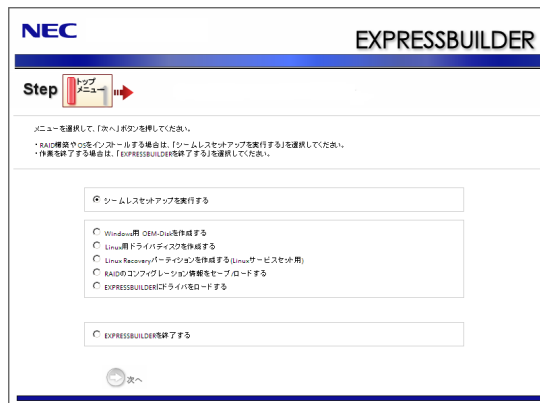 NEC
EXPRESSBUILDER
Step トップ
メニュー
メニューを選択して、「次へ」ボタンを押してください。
・RAID構築やOSをインストールする場合は、「シームレスセットアップを実行する」を選択してください。
・作業を終了する場合は、「EXPRESSBUILDERを終了する」を選択してください。
シームレスセットアップを実行する
Windows用 OEM-Diskを作成する
Linux用ドライバディスクを作成する
Linux Recoveryパーティションを作成する(Linuxサービスセット用)
RAIDのコンフィグレーション情報をセーブ/ロードする
EXPRESSBUILDERにドライバをロードする
EXPRESSBUILDERを終了する
次へ